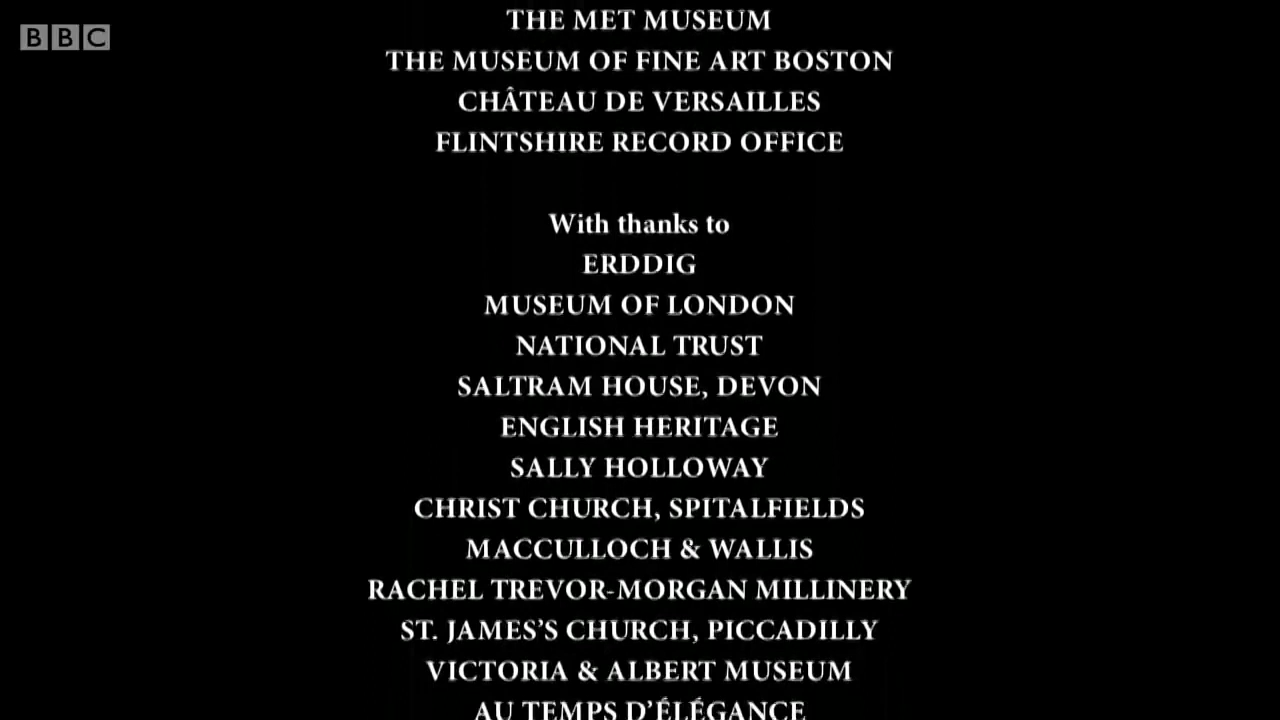 BBC
THE MET MUSEUM
THE MUSEUM OF FINE ART BOSTON
CHÂTEAU DE VERSAILLES
FLINTSHIRE RECORD OFFICE
With thanks to
ERDDIG
MUSEUM OF LONDON
NATIONAL TRUST
SALTRAM HOUSE, DEVON
ENGLISH HERITAGE
SALLY HOLLOWAY
CHRIST CHURCH, SPITALFIELDS
MACCULLOCH & WALLIS
RACHEL TREVOR-MORGAN MILLINERY
ST. JAMES’S CHURCH, PICCADILLY
VICTORIA & ALBERT MUSEUM
AU TEMPS D’ÉLÉGANCE